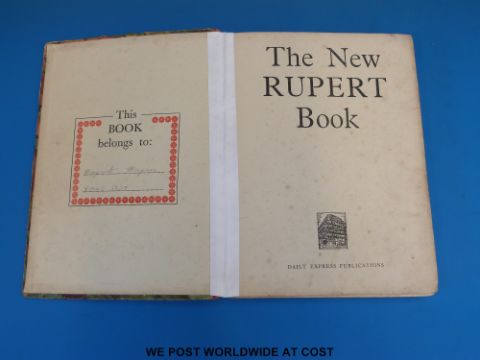 This
BOOK
belongs to:
The New
RUPERT
Book
DAILY EXPRESS PUBLICATIONS
WE POST WORLDWIDE AT COST